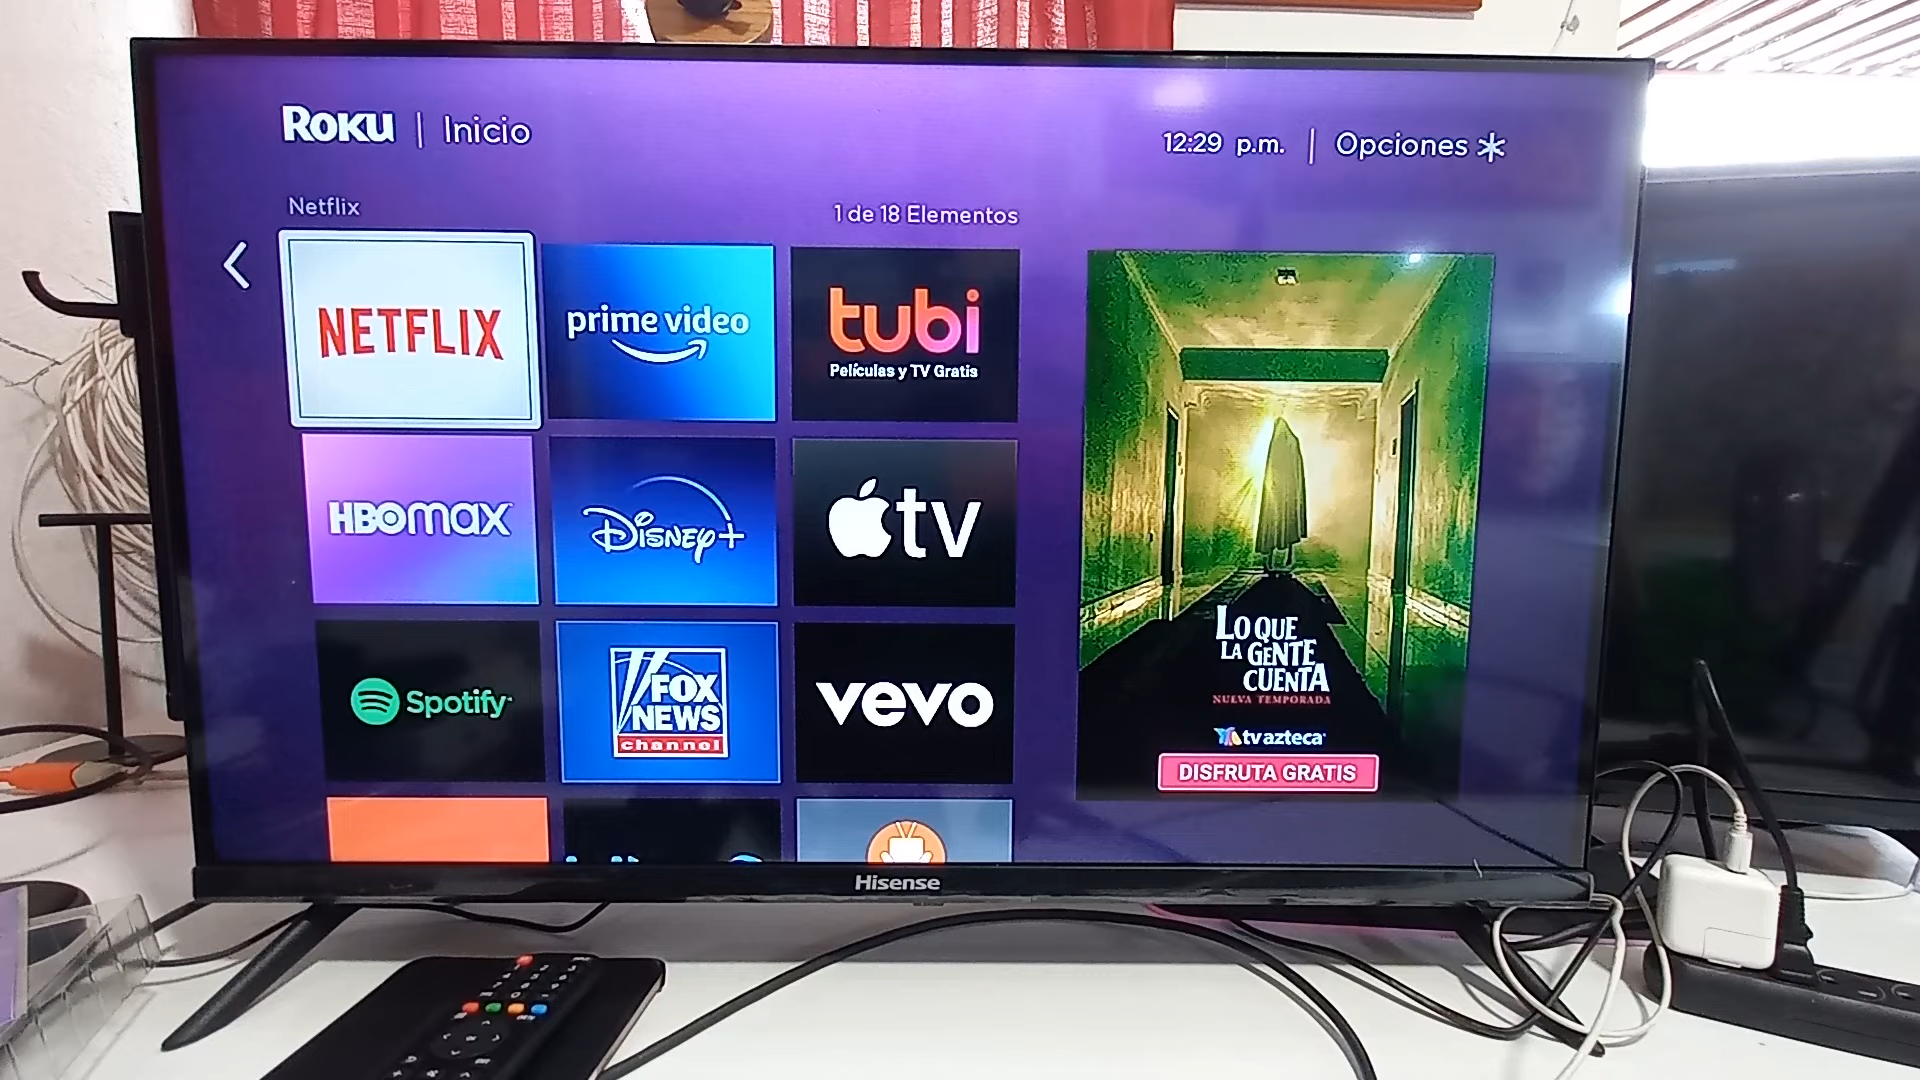 Roku | Inicio
12:29 p.m. | Opciones
Netflix
1 de 18 Elementos
NETFLIX
prime video
tubi
Películas y TV Gratis
HBOmax
Disney+
tv
Spotify
FOX
NEWS
channel
vevo
LO QUE
LA GENTE
CUENTA
NUEVA TEMPORADA
tv azteca
DISFRUTA GRATIS
Hisense